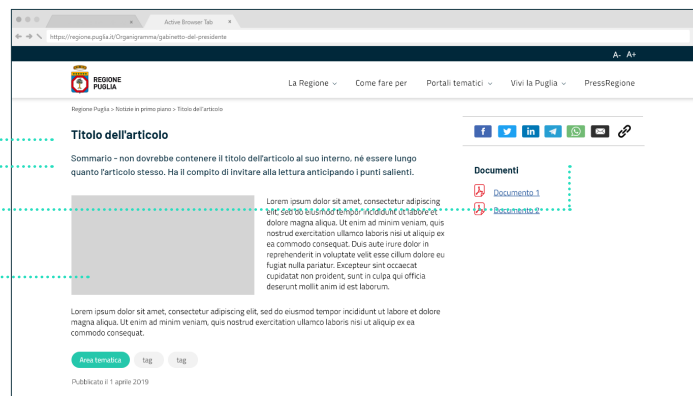 Active Browser Tab
https://regione.puglia.it/Organigramma/gabinetto-del-presidente
A- A+
REGIONE
PUGLIA
La Regione Come fare per Portali tematici Vivi la Puglia PressRegione
Regione Puglia > Notizie in primo piano > Titolo dell'articolo
Titolo dell'articolo
Sommario - non dovrebbe contenere il titolo dell'articolo al suo interno, né essere lungo
quanto l'articolo stesso. Ha il compito di invitare alla lettura anticipando i punti salienti.
Lorem ipsum dolor sit amet, consectetur adipiscing
elit, sed do eiusmod tempor incididunt ut labore et
dolore magna aliqua. Ut enim ad minim veniam, quis
nostrud exercitation ullamco laboris nisi ut aliquip ex
ea commodo consequat. Duis aute irure dolor in
reprehenderit in voluptate velit esse cillum dolore eu
fugiat nulla pariatur. Excepteur sint occaecat
cupidatat non proident, sunt in culpa qui officia
deserunt mollit anim id est laborum.
Lorem ipsum dolor sit amet, consectetur adipiscing elit, sed do eiusmod tempor incididunt ut labore et dolore
magna aliqua. Ut enim ad minim veniam, quis nostrud exercitation ullamco laboris nisi ut aliquip ex ea
commodo consequat.
Area tematica tag tag
Pubblicato il 1 aprile 2019
Documenti
Documento 1
Documento 2